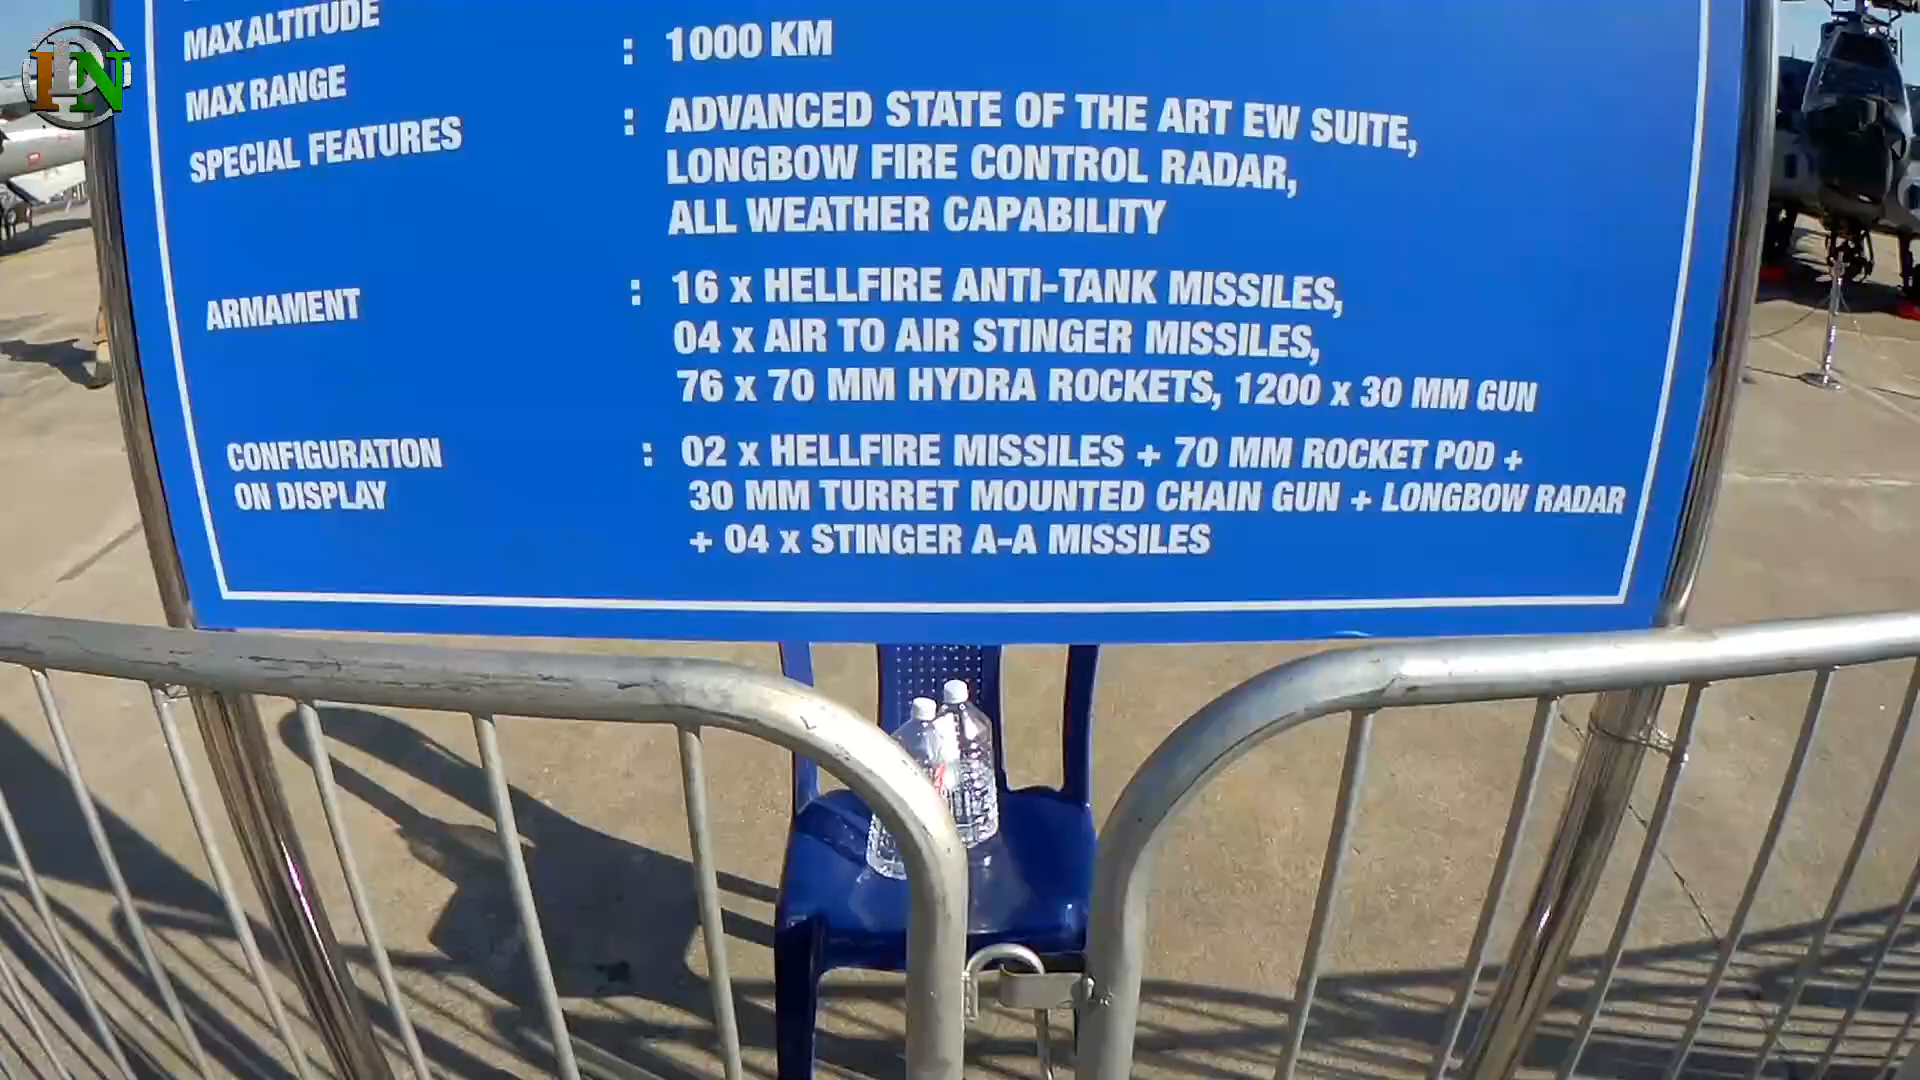 MAX ALTITUDE
MAX RANGE : 1000 KM
SPECIAL FEATURES : ADVANCED STATE OF THE ART EW SUITE,
LONGBOW FIRE CONTROL RADAR,
ALL WEATHER CAPABILITY
ARMAMENT : 16 x HELLFIRE ANTI-TANK MISSILES,
04 x AIR TO AIR STINGER MISSILES,
76 x 70 MM HYDRA ROCKETS, 1200 x 30 MM GUN
CONFIGURATION : 02 x HELLFIRE MISSILES + 70 MM ROCKET POD +
ON DISPLAY 30 MM TURRET MOUNTED CHAIN GUN + LONGBOW RADAR
+ 04 x STINGER A-A MISSILES
IDN